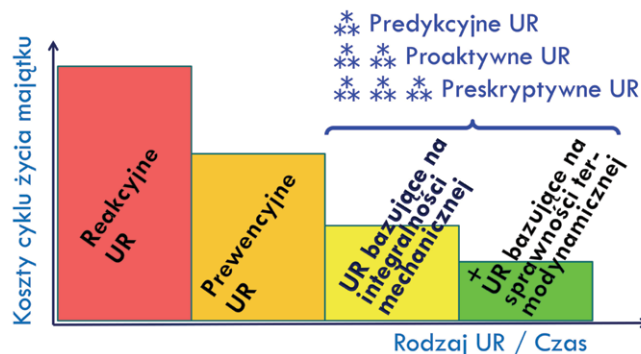 ⁂ Predykcyjne UR
⁂ ⁂ Proaktywne UR
⁂ ⁂ ⁂ Preskryptywne UR
Koszty cyklu życia majątku
Reakcyjne
UR
Prewencyjne
UR
UR bazujące na
integralności
mechanicznej
+
UR bazujące na
sprawności ter-
modynamicznej
Rodzaj UR / Czas